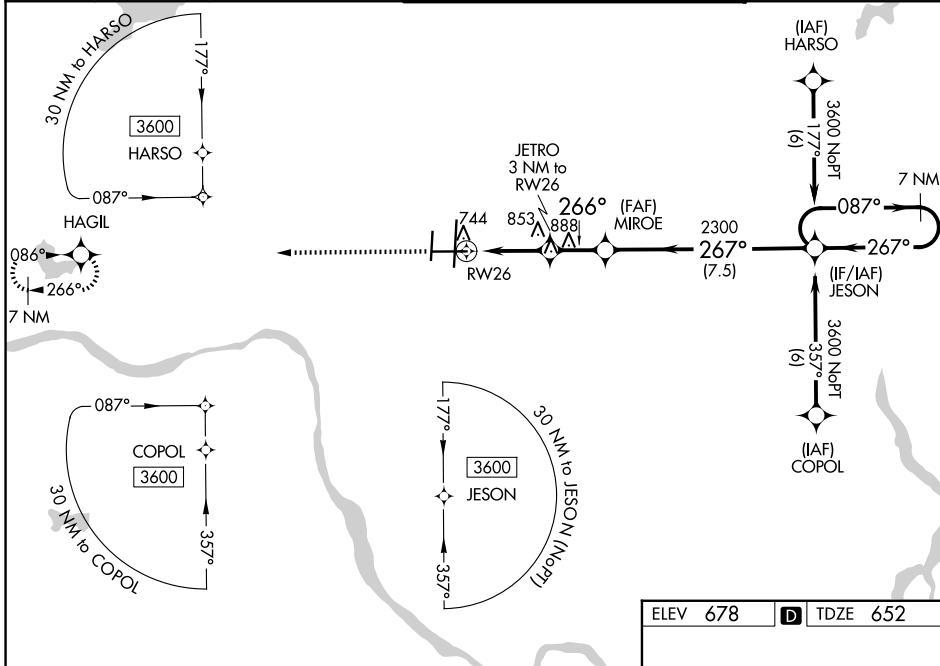 30 NM to HARSO
177°
3600
HARSO
087°
HAGIL
086°
266°
7 NM
744
RW26
JETRO
3 NM to
RW26
853
888
266°
(FAF)
MIROE
2300
267°
(7.5)
(IAF)
HARSO
3600 NoPT
177°
(6)
7 NM
087°
267°
(IF/IAF)
JESON
3600 NoPT
357°
(6)
(IAF)
COPOL
087°
COPOL
3600
357°
30 NM to COPOL
177°
3600
JESON
357°
30 NM to JESON (NoPT)
ELEV 678 D TDZE 652